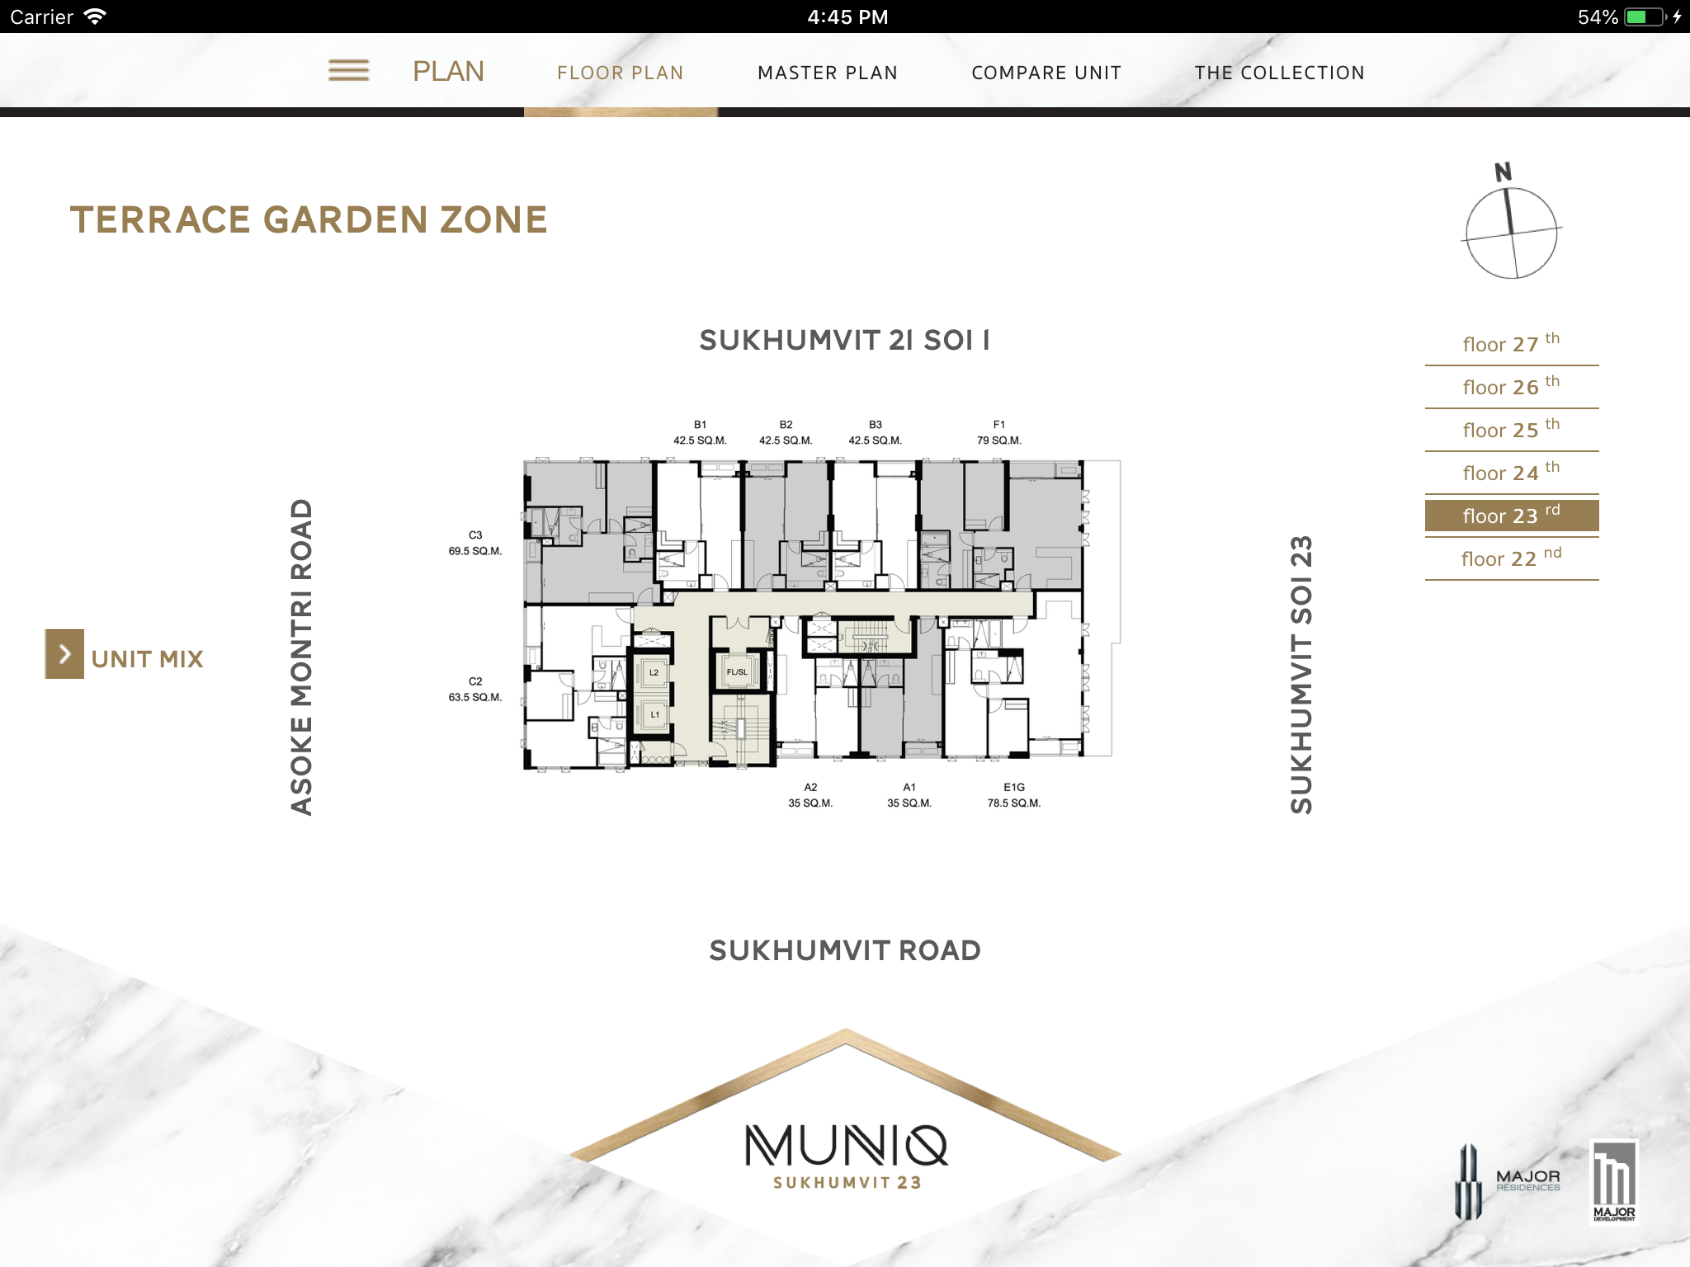 Carrier
4:45 PM
54%
PLAN
FLOOR PLAN
MASTER PLAN
COMPARE UNIT
THE COLLECTION
TERRACE GARDEN ZONE
N
SUKHUMVIT 21 SOI 1
floor 27 th
floor 26 th
floor 25 th
floor 24 th
floor 23 rd
floor 22 nd
B1
42.5 SQ.M.
B2
42.5 SQ.M.
B3
42.5 SQ.M.
F1
79 SQ.M.
C3
69.5 SQ.M.
C2
63.5 SQ.M.
L2
L1
FL/SL
A2
35 SQ.M.
A1
35 SQ.M.
E1G
78.5 SQ.M.
ASOKE MONTRI ROAD
SUKHUMVIT SOI 23
UNIT MIX
SUKHUMVIT ROAD
MUNIQ
SUKHUMVIT 23
MAJOR
RESIDENCES
MAJOR
DEVELOPMENT